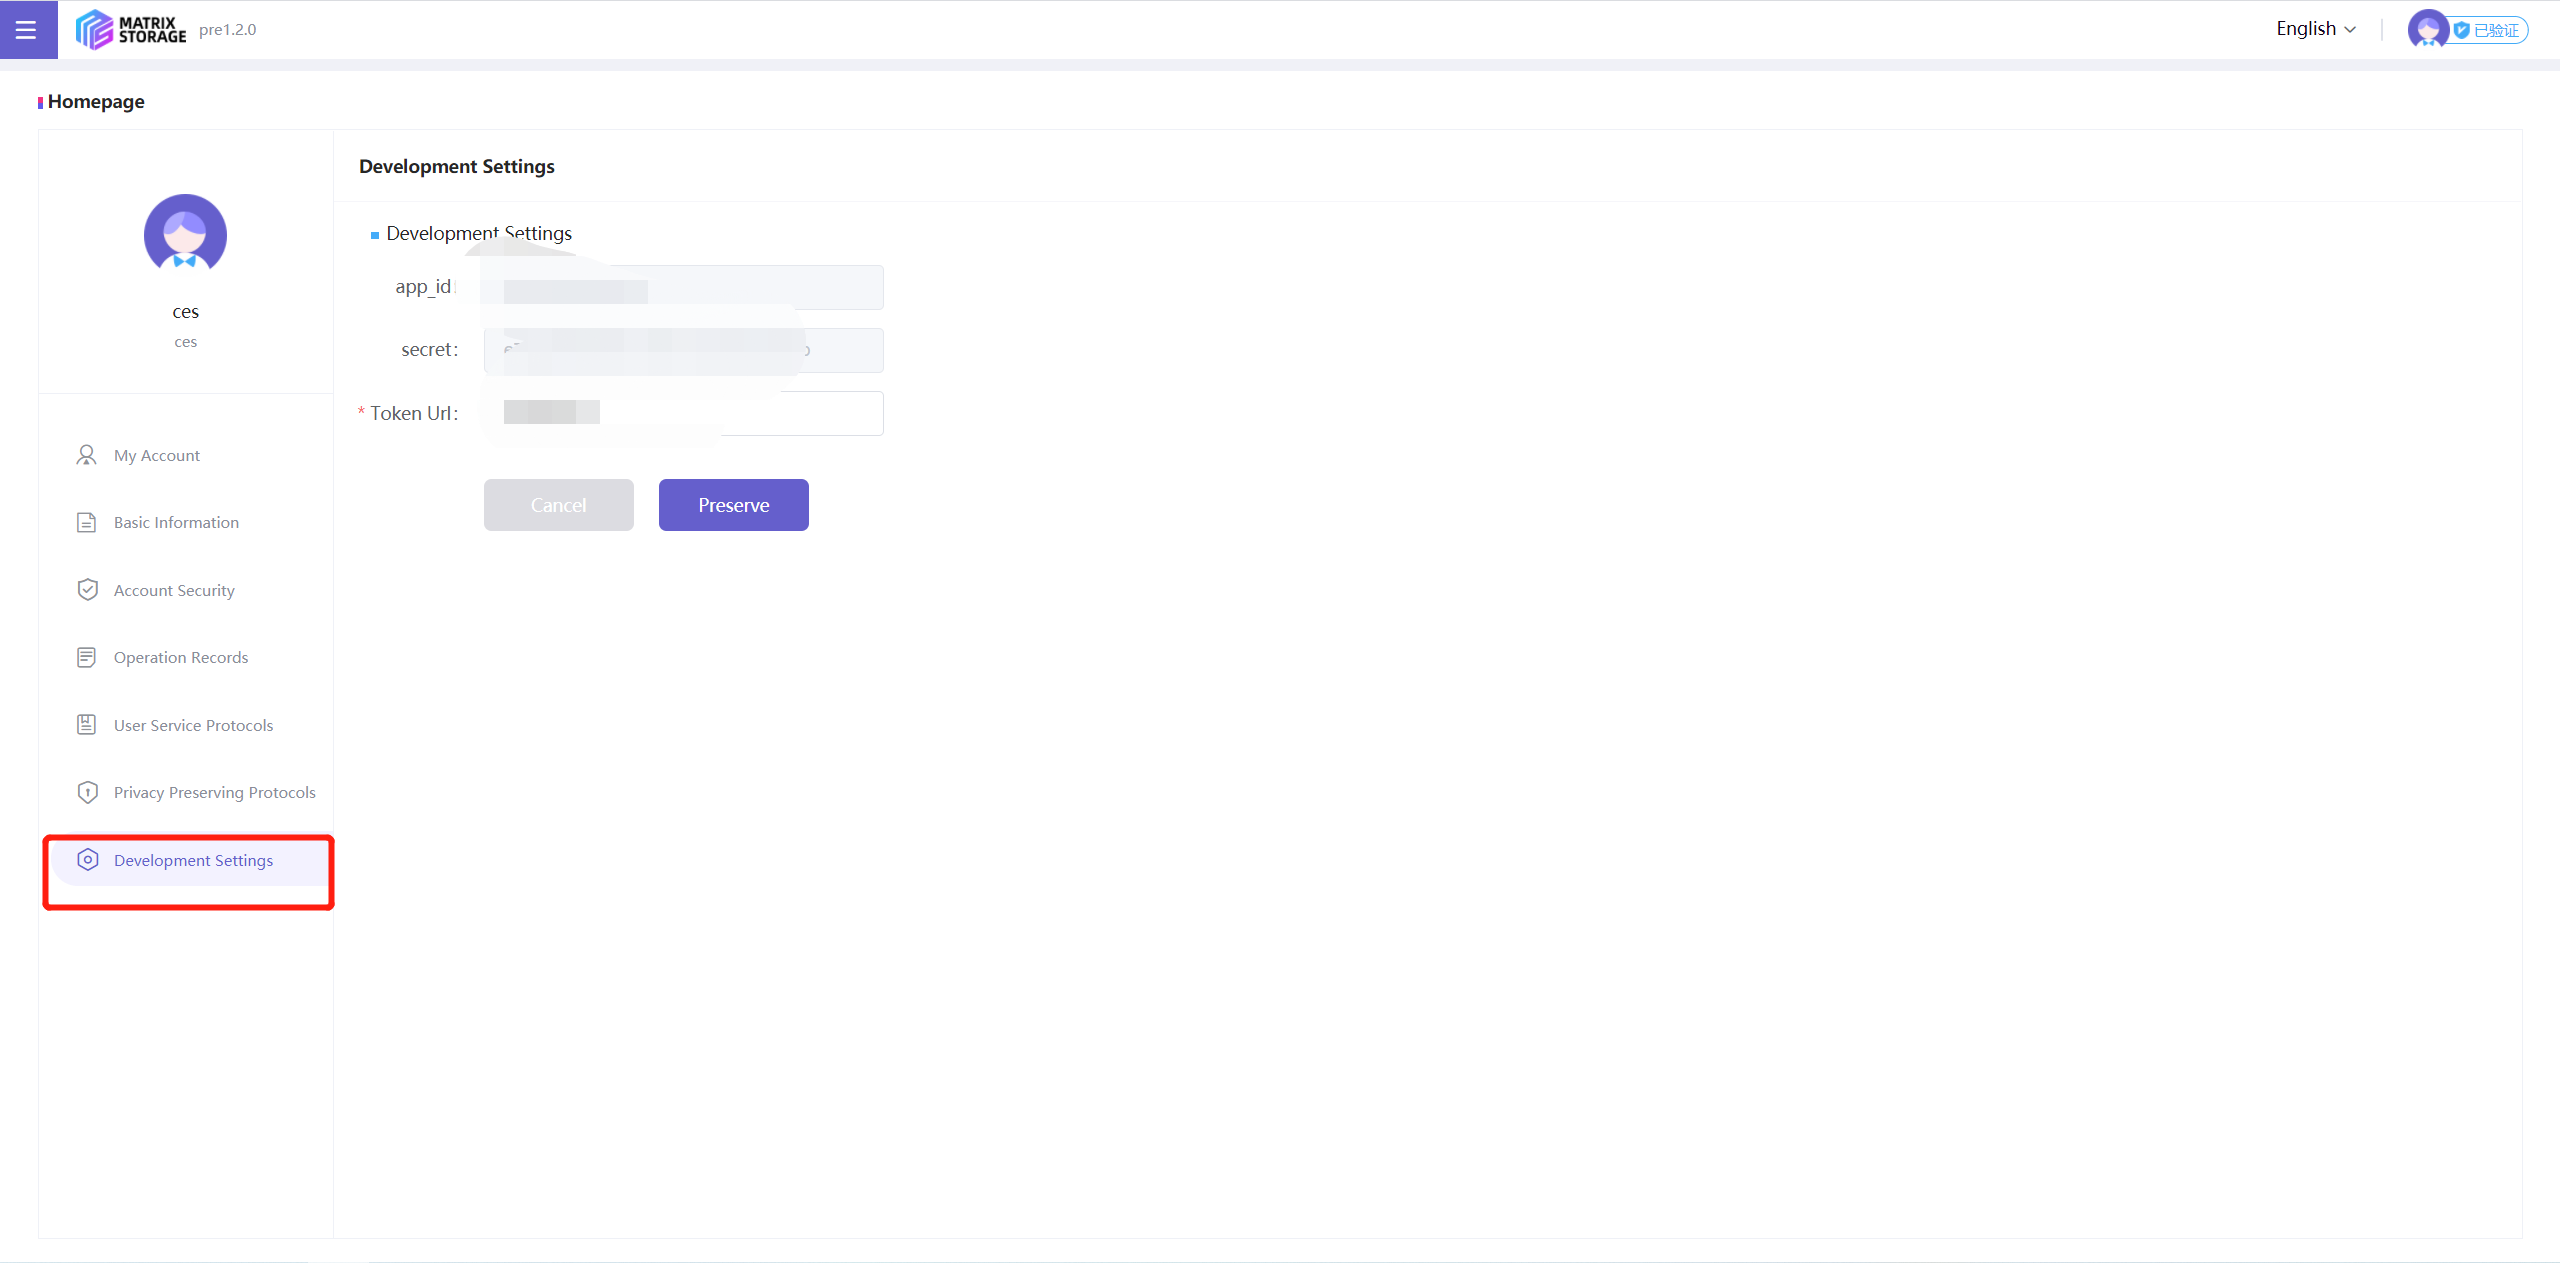 MATRIX
STORAGE
pre1.2.0
English
已验证
Homepage
ces
ces
My Account
Basic Information
Account Security
Operation Records
User Service Protocols
Privacy Preserving Protocols
Development Settings
Development Settings
Development Settings
app_id:
secret:
* Token Url:
Cancel
Preserve